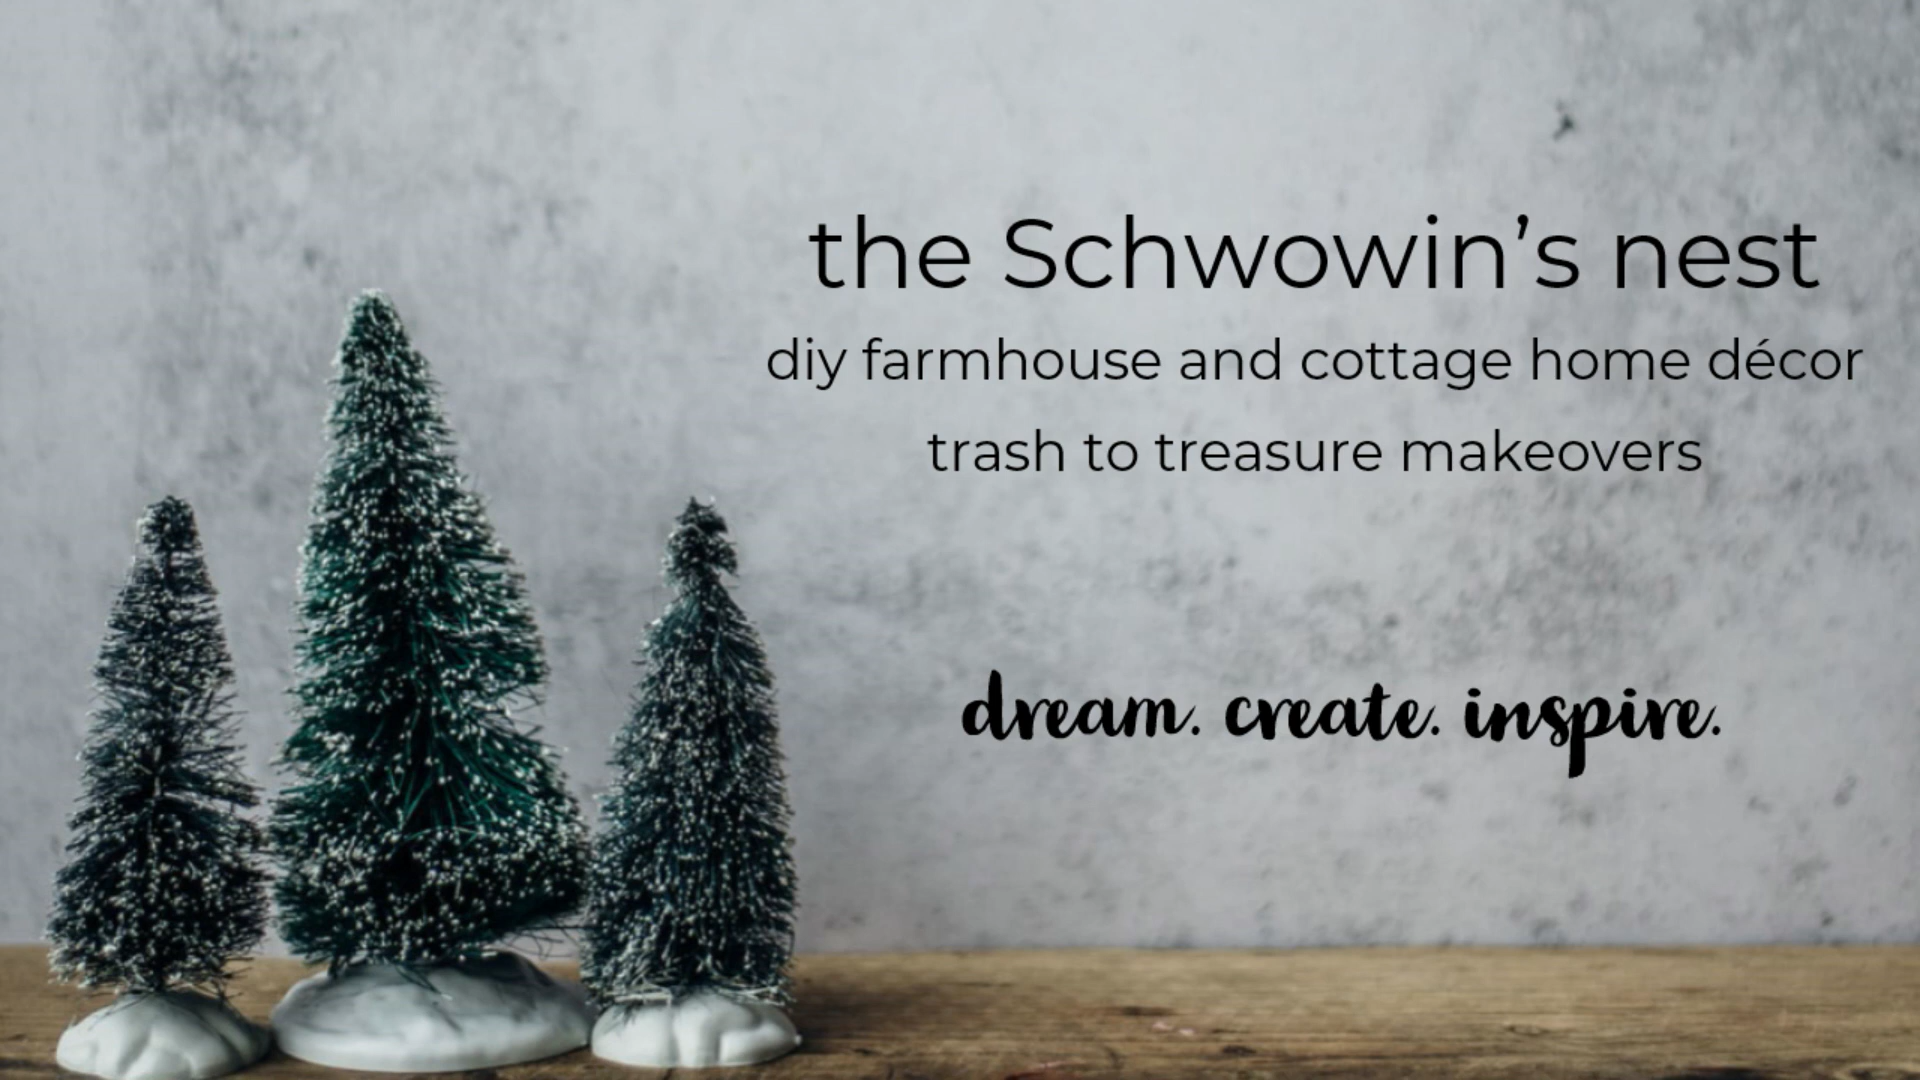 the Schwowin’s nest
diy farmhouse and cottage home décor
trash to treasure makeovers
dream. create. inspire.